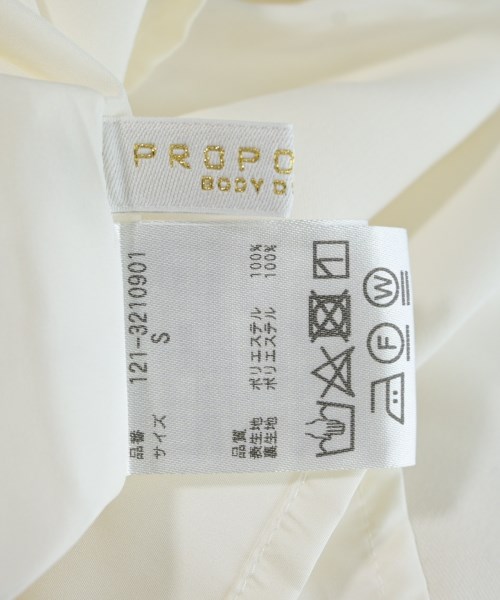 PROPO
BODY D
品番 121-3210901
サイズ S
品質
表生地 ポリエステル 100%
裏生地 ポリエステル 100%
F
W